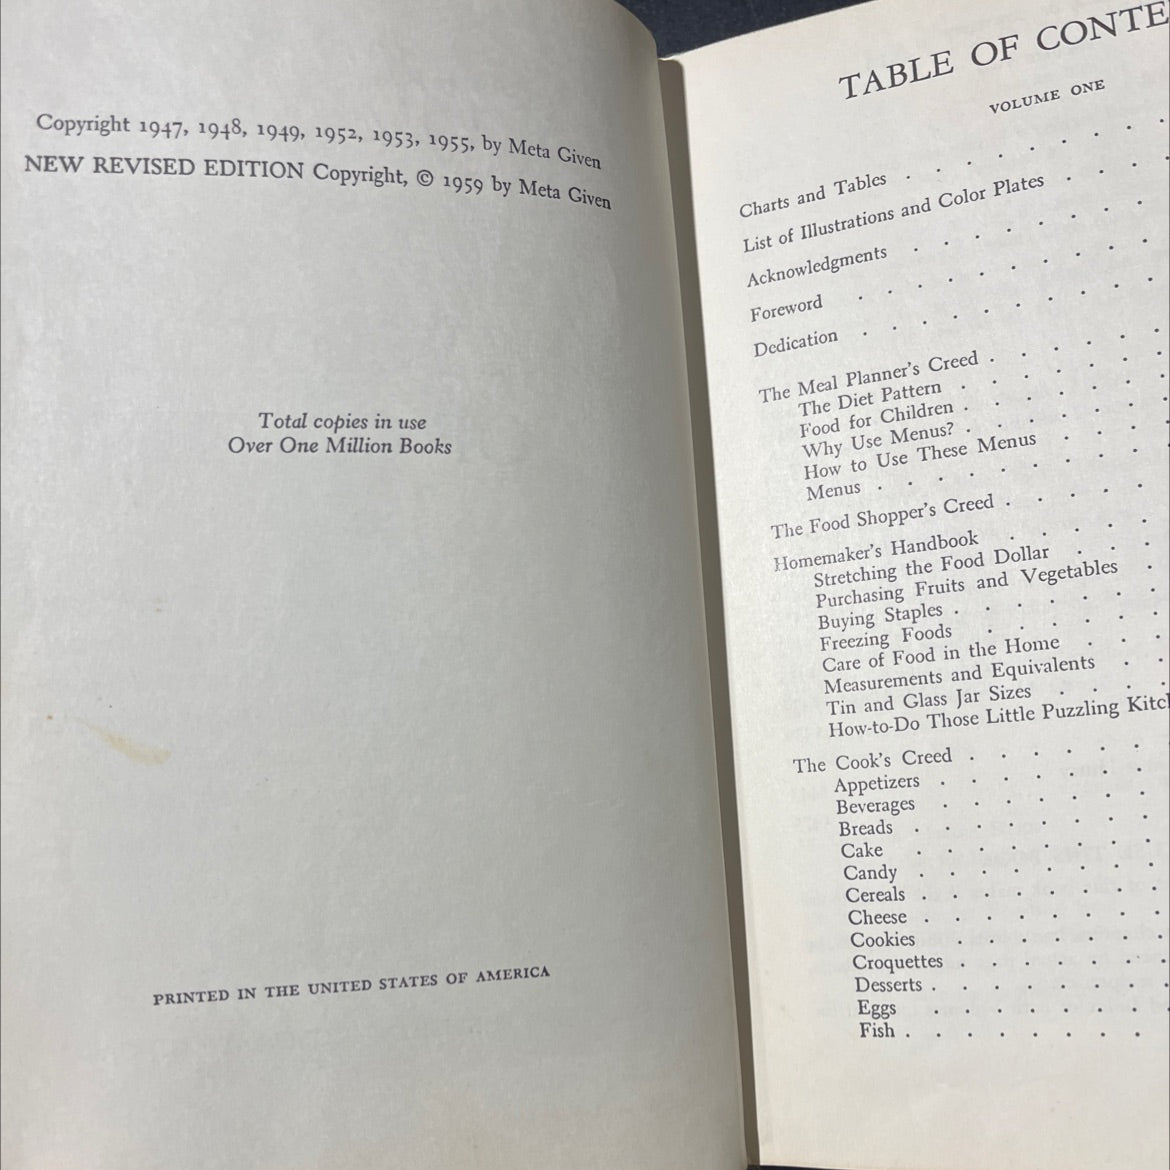 Copyright 1947, 1948, 1949, 1952, 1953, 1955, by Meta Given
NEW REVISED EDITION Copyright, © 1959 by Meta Given
Total copies in use
Over One Million Books
PRINTED IN THE UNITED STATES OF AMERICA
TABLE OF CONTE
VOLUME ONE
Charts and Tables
List of Illustrations and Color Plates
Acknowledgments
Foreword
Dedication
The Meal Planner's Creed
The Diet Pattern
Food for Children
Why Use Menus?
How to Use These Menus
Menus
The Food Shopper's Creed
Homemaker's Handbook
Stretching the Food Dollar
Purchasing Fruits and Vegetables
Buying Staples
Freezing Foods
Care of Food in the Home
Measurements and Equivalents
Tin and Glass Jar Sizes
How-to-Do Those Little Puzzling Kitc
The Cook's Creed
Appetizers
Beverages
Breads
Cake
Candy
Cereals
Cheese
Cookies
Croquettes
Desserts
Eggs
Fish